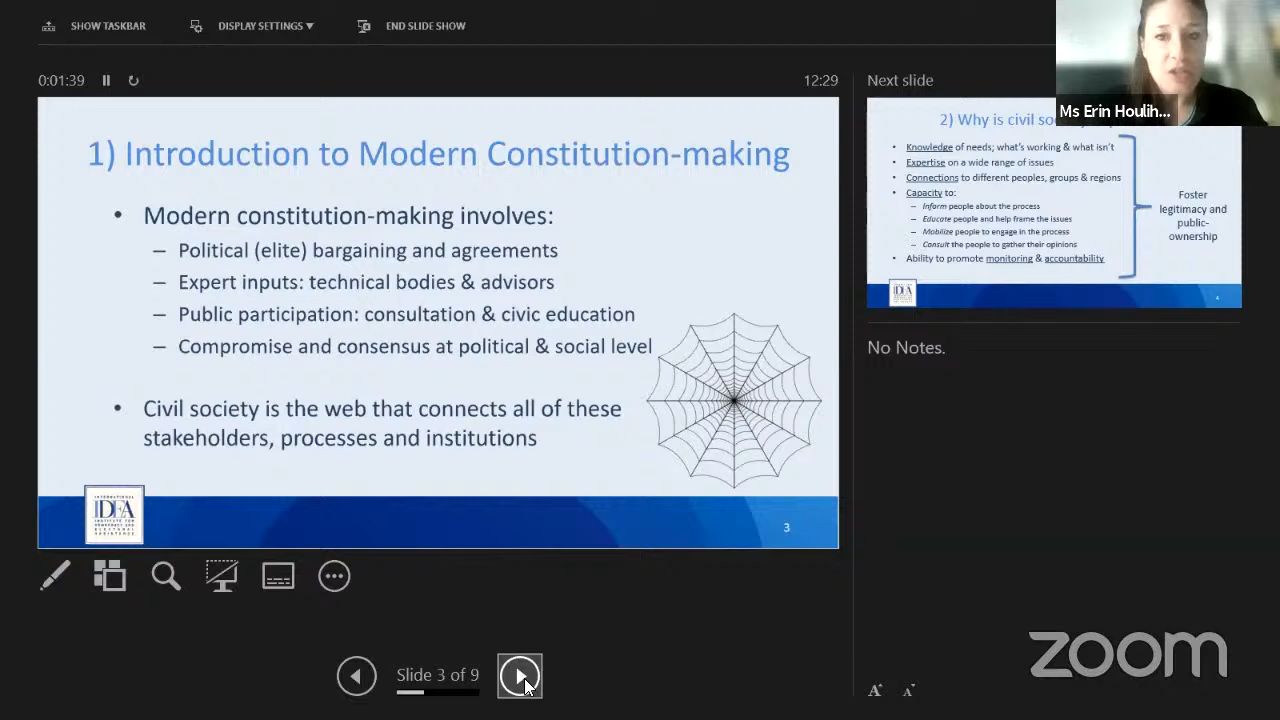 SHOW TASKBAR
DISPLAY SETTINGS
END SLIDE SHOW
0:01:39
12:29
1) Introduction to Modern Constitution-making
• Modern constitution-making involves:
– Political (elite) bargaining and agreements
– Expert inputs: technical bodies & advisors
– Public participation: consultation & civic education
– Compromise and consensus at political & social level
• Civil society is the web that connects all of these
stakeholders, processes and institutions
INTERNATIONAL
IDEA
INSTITUTE FOR
DEMOCRACY AND
ELECTORAL
ASSISTANCE
3
Slide 3 of 9
Next slide
Ms Erin Houlih...
2) Why is civil so
• Knowledge of needs; what's working & what isn't
• Expertise on a wide range of issues
• Connections to different peoples, groups & regions
• Capacity to:
– Inform people about the process
– Educate people and help frame the issues
– Mobilize people to engage in the process
– Consult the people to gather their opinions
• Ability to promote monitoring & accountability
Foster
legitimacy and
public-
ownership
IDEA
4
No Notes.
zoom
A A